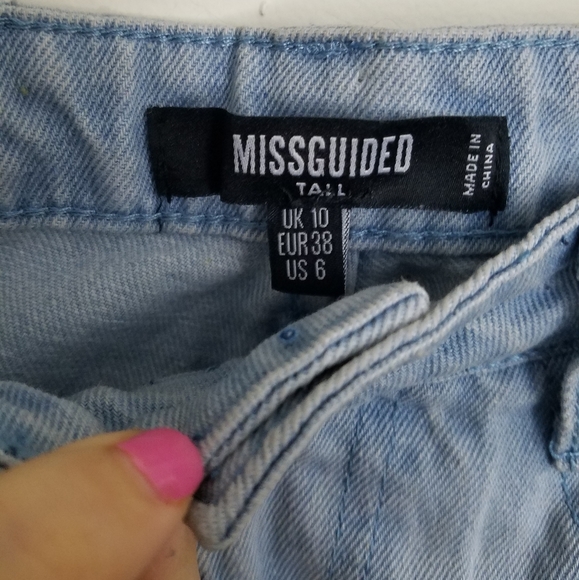 MISSGUIDED
TALL
MADE IN
CHINA
UK 10
EUR 38
US 6